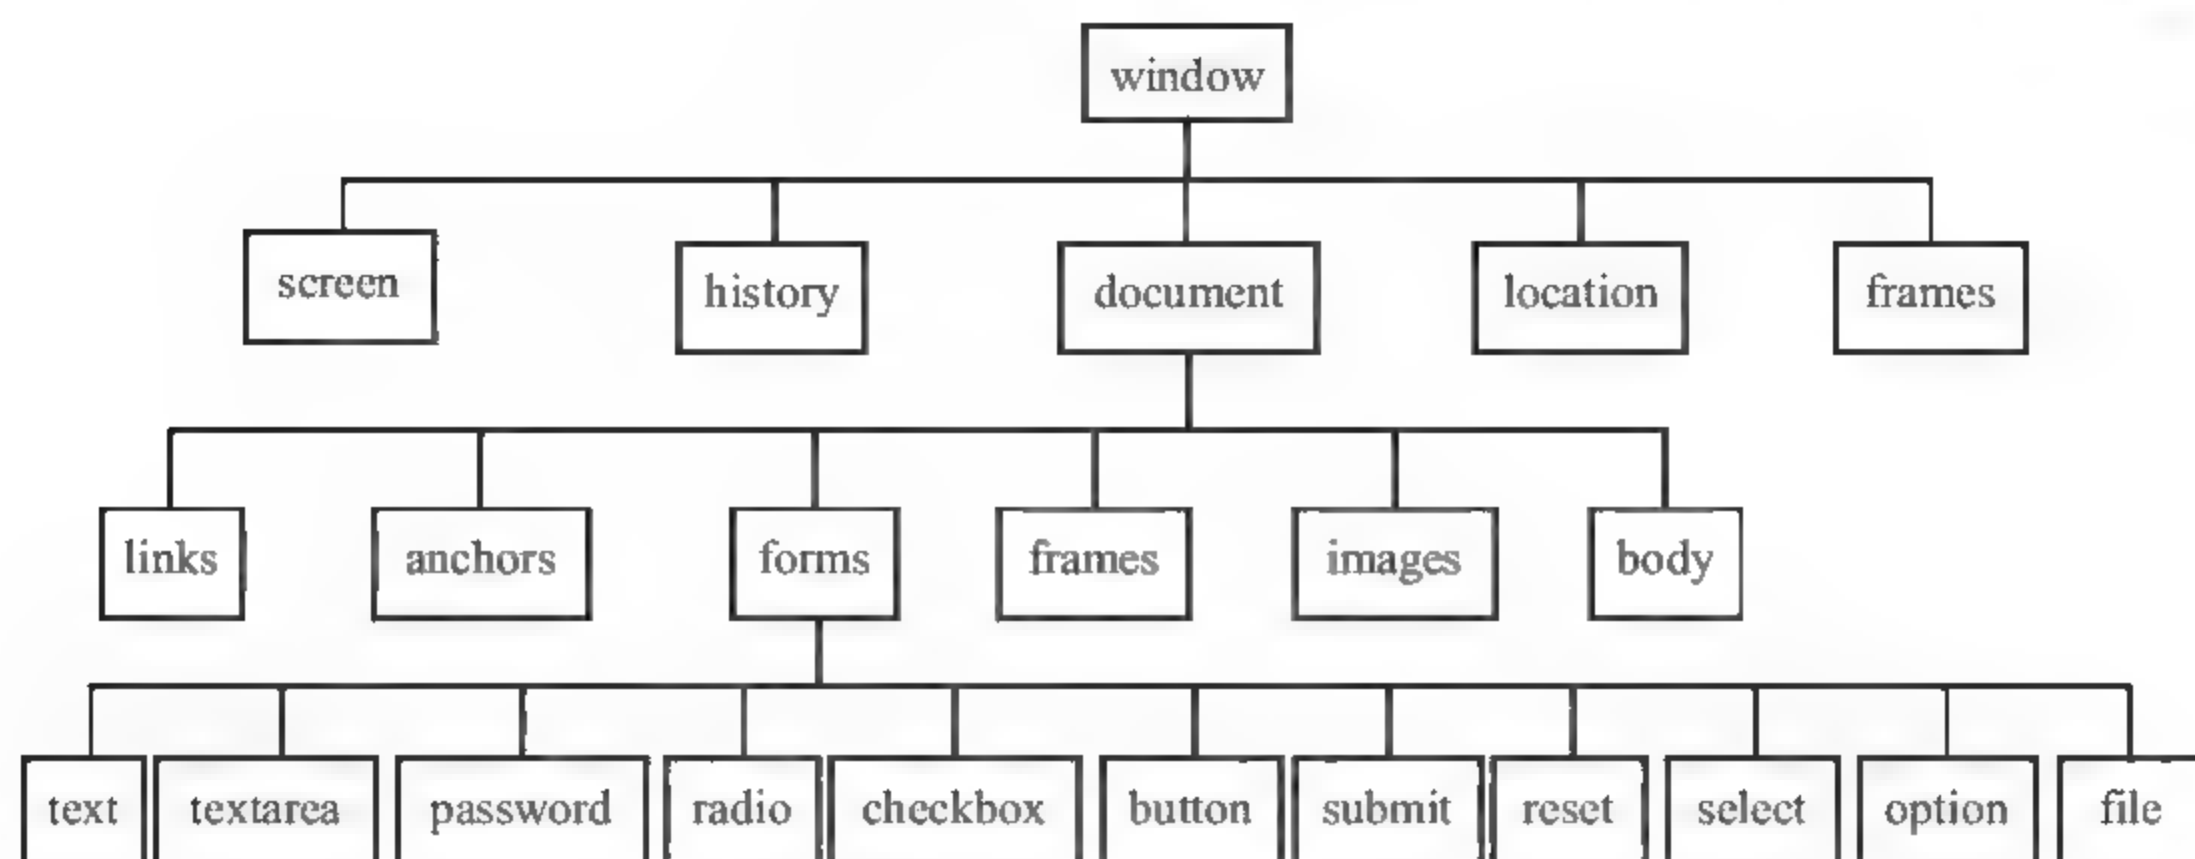 window
screen history document location frames
links anchors forms frames images body
text textarea password radio checkbox button submit reset select option file